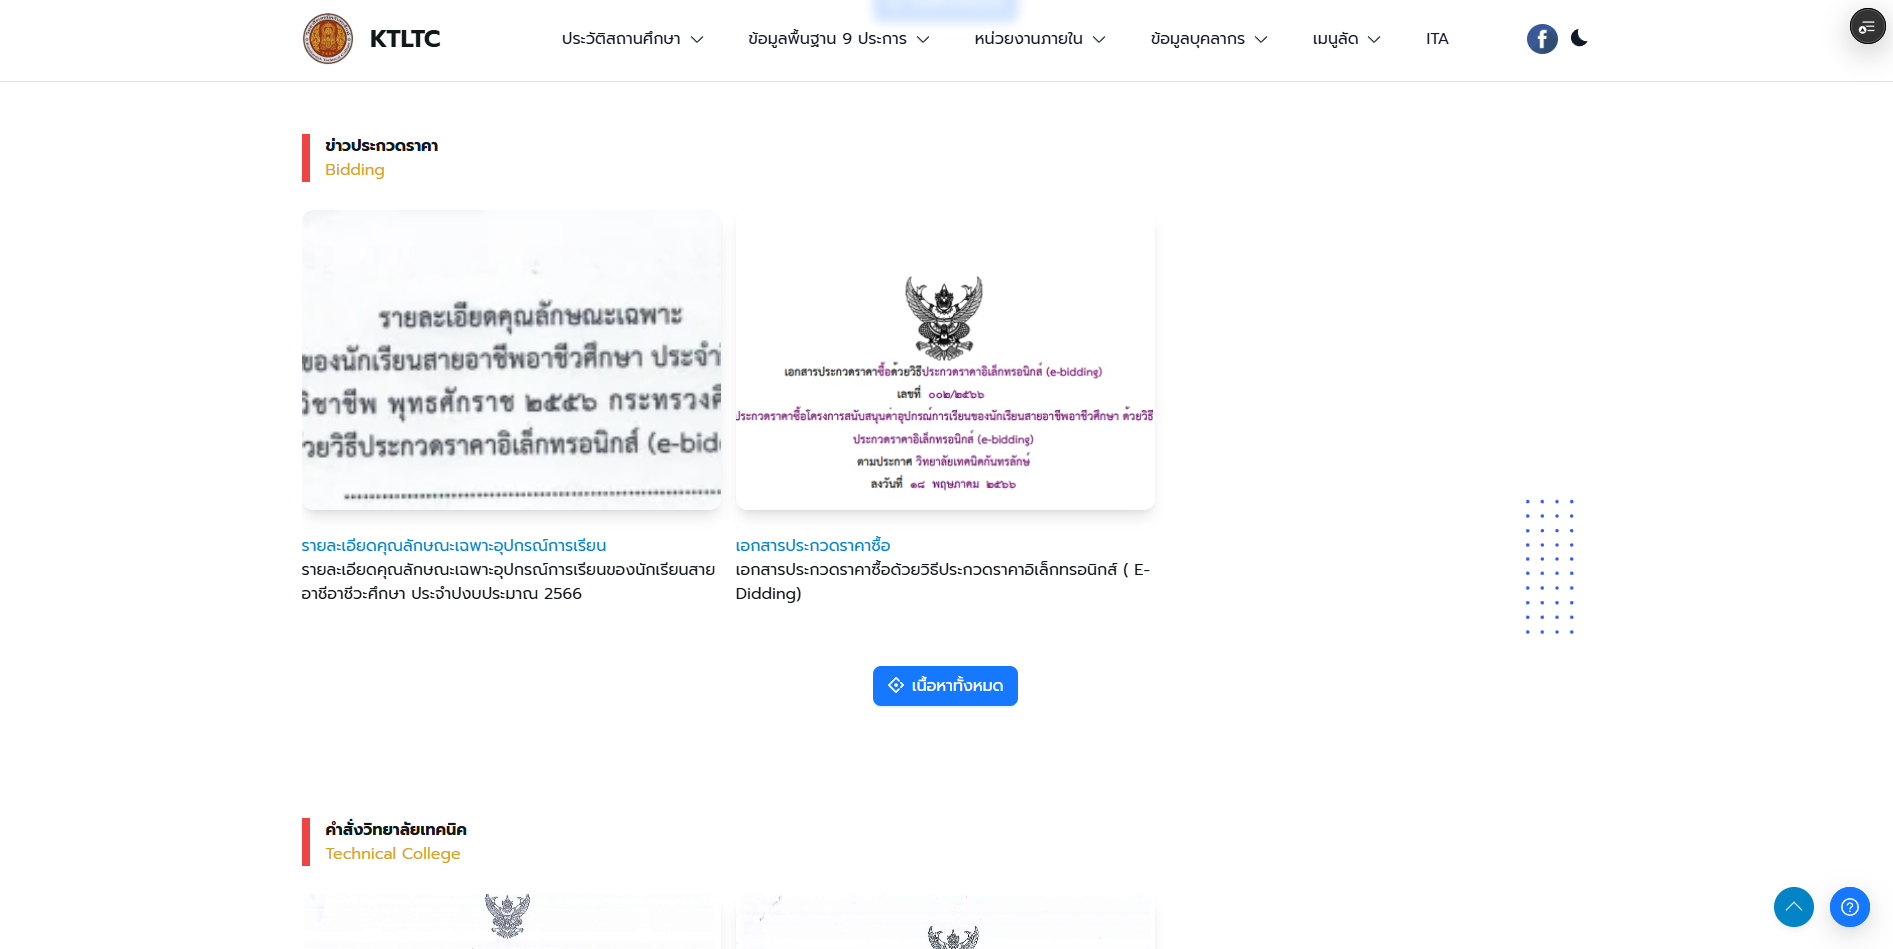 KTLTC
ประวัติสถานศึกษา
ข้อมูลพื้นฐาน 9 ประการ
หน่วยงานภายใน
ข้อมูลบุคลากร
เมนูลัด
ITA
ข่าวประกวดราคา
Bidding
รายละเอียดคุณลักษณะเฉพาะ
ของนักเรียนสายอาชีพอาชีวศึกษา ประจำ
วิชาชีพ พุทธศักราช ๒๕๕๖ กระทรวงศึ
วยวิธีประกวดราคาอิเล็กทรอนิกส์ (e-bid
เอกสารประกวดราคาซื้อด้วยวิธีประกวดราคาอิเล็กทรอนิกส์ (e-bidding)
เลขที่ ๐๐๒/๒๕๖๖
ประกวดราคาซื้อโครงการสนับสนุนค่าอุปกรณ์การเรียนของนักเรียนสายอาชีพอาชีวศึกษา ด้วยวิธี
ประกวดราคาอิเล็กทรอนิกส์ (e-bidding)
ตามประกาศ วิทยาลัยเทคนิคกันทรลักษ์
ลงวันที่ ๑๘ พฤษภาคม ๒๕๖๖
รายละเอียดคุณลักษณะเฉพาะอุปกรณ์การเรียน
รายละเอียดคุณลักษณะเฉพาะอุปกรณ์การเรียนของนักเรียนสาย
อาชีอาชีวะศึกษา ประจำปงบประมาณ 2566
เอกสารประกวดราคาซื้อ
เอกสารประกวดราคาซื้อด้วยวิธีประกวดราคาอิเล็กทรอนิกส์ ( E-
Didding)
เนื้อหาทั้งหมด
คำสั่งวิทยาลัยเทคนิค
Technical College